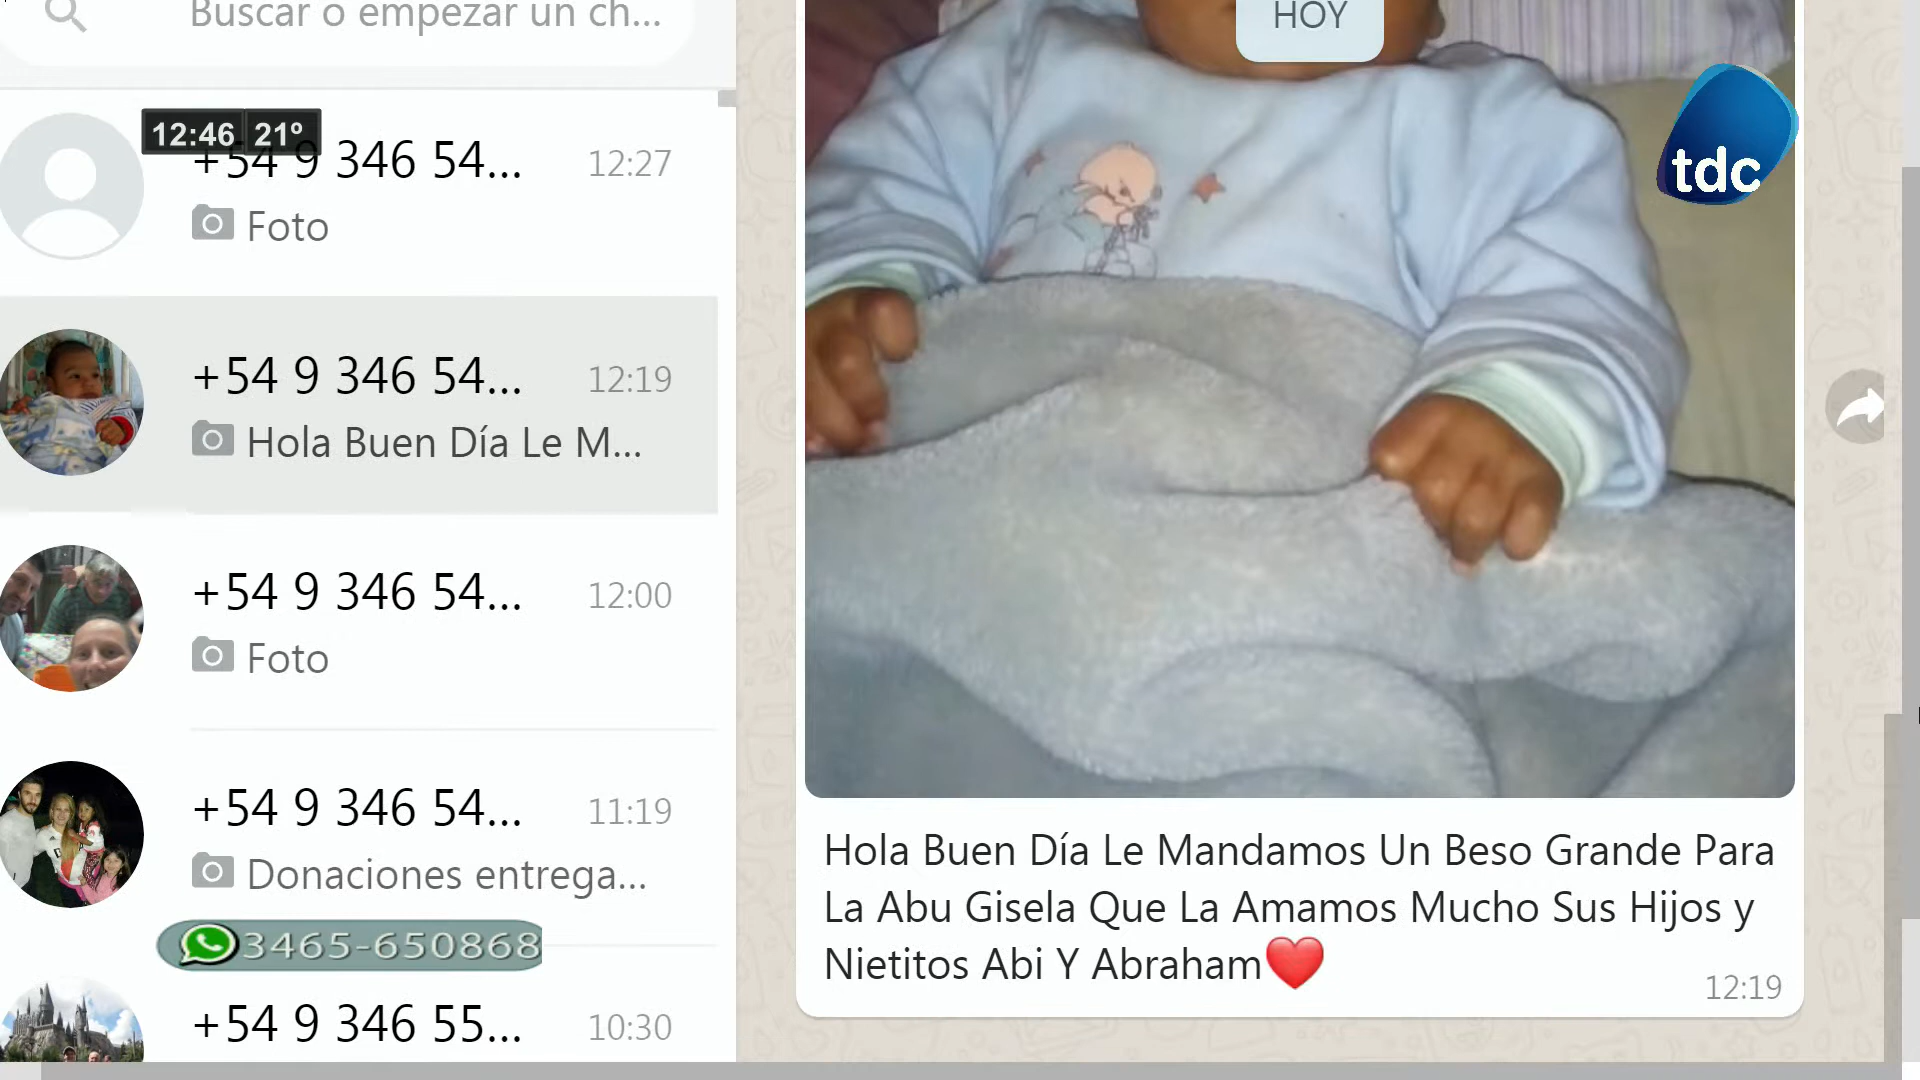 Buscar o empezar un ch...
12:46 21º
+54 9 346 54...
12:27
Foto
+54 9 346 54...
12:19
Hola Buen Día Le M...
+54 9 346 54...
12:00
Foto
+54 9 346 54...
11:19
Donaciones entrega...
3465-650868
+54 9 346 55...
10:30
HOY
tdc
Hola Buen Día Le Mandamos Un Beso Grande Para
La Abu Gisela Que La Amamos Mucho Sus Hijos y
Nietitos Abi Y Abraham❤️
12:19